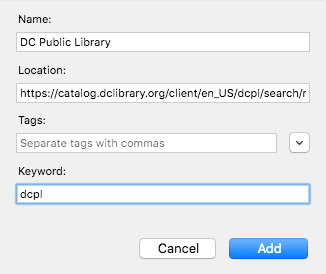 Name:
DC Public Library
Location:
https://catalog.dclibrary.org/client/en_US/dcpl/search/r
Tags:
Separate tags with commas
Keyword:
dcpl
Cancel Add